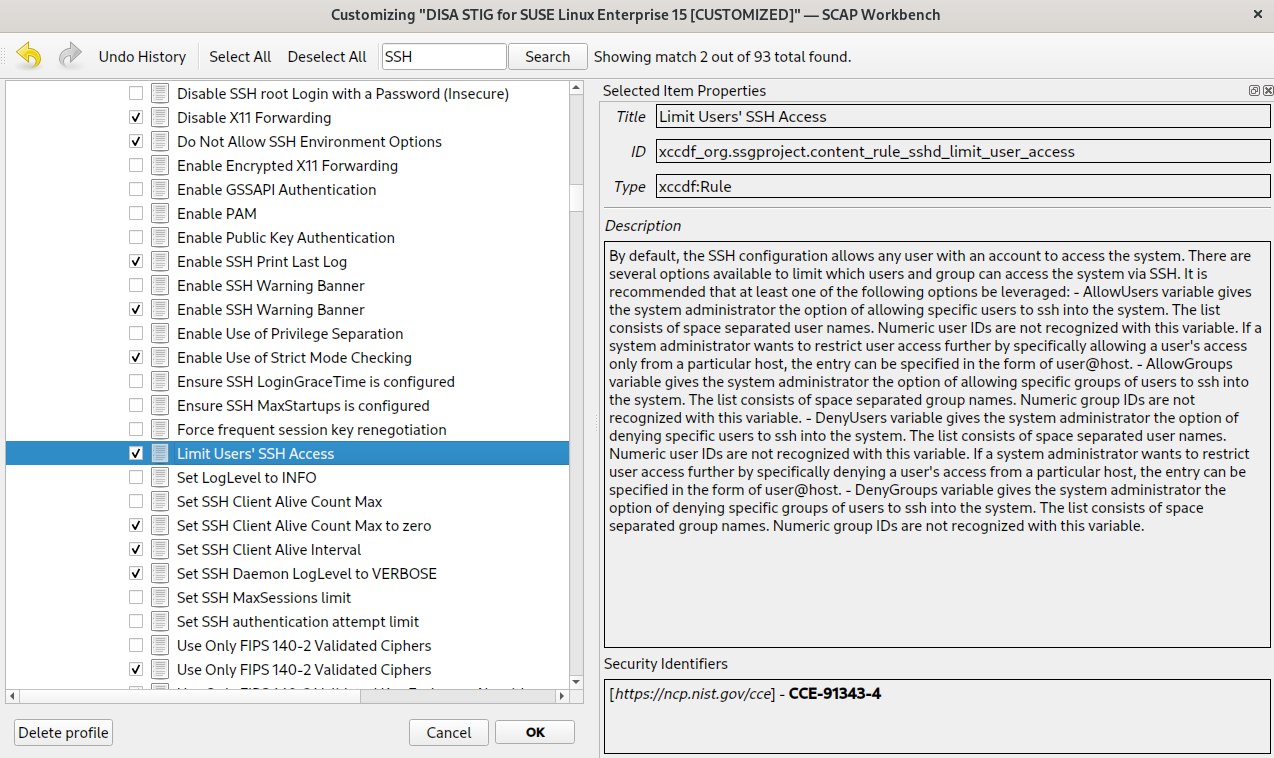 Customizing "DISA STIG for SUSE Linux Enterprise 15 [CUSTOMIZED]" — SCAP Workbench
Undo History
Select All
Deselect All
SSH
Search
Showing match 2 out of 93 total found.
Disable SSH root Login with a Password (Insecure)
Disable X11 Forwarding
Do Not Allow SSH Environment Options
Enable Encrypted X11 Forwarding
Enable GSSAPI Authentication
Enable PAM
Enable Public Key Authentication
Enable SSH Print Last Log
Enable SSH Warning Banner
Enable SSH Warning Banner
Enable Use of Privilege Separation
Enable Use of Strict Mode Checking
Ensure SSH LoginGraceTime is configured
Ensure SSH MaxStartups is configured
Force frequent session key renegotiation
Limit Users' SSH Access
Set LogLevel to INFO
Set SSH Client Alive Count Max
Set SSH Client Alive Count Max to zero
Set SSH Client Alive Interval
Set SSH Daemon LogLevel to VERBOSE
Set SSH MaxSessions limit
Set SSH authentication attempt limit
Use Only FIPS 140-2 Validated Ciphers
Use Only FIPS 140-2 Validated Ciphers
Delete profile
Cancel
OK
Selected Item Properties
Title
Limit Users' SSH Access
ID
xccdf_org.ssgproject.content_rule_sshd_limit_user_access
Type
xccdf:Rule
Description
By default, the SSH configuration allows any user with an account to access the system. There are
several options available to limit which users and group can access the system via SSH. It is
recommended that at least one of the following options be leveraged: - AllowUsers variable gives
the system administrator the option of allowing specific users to ssh into the system. The list
consists of space separated user names. Numeric user IDs are not recognized with this variable. If a
system administrator wants to restrict user access further by specifically allowing a user's access
only from a particular host, the entry can be specified in the form of user@host. - AllowGroups
variable gives the system administrator the option of allowing specific groups of users to ssh into
the system. The list consists of space separated group names. Numeric group IDs are not
recognized with this variable. - DenyUsers variable gives the system administrator the option of
denying specific users to ssh into the system. The list consists of space separated user names.
Numeric user IDs are not recognized with this variable. If a system administrator wants to restrict
user access further by specifically denying a user's access from a particular host, the entry can be
specified in the form of user@host. - DenyGroups variable gives the system administrator the
option of denying specific groups of users to ssh into the system. The list consists of space
separated group names. Numeric group IDs are not recognized with this variable.
Security Identifiers
[https://ncp.nist.gov/cce] - CCE-91343-4